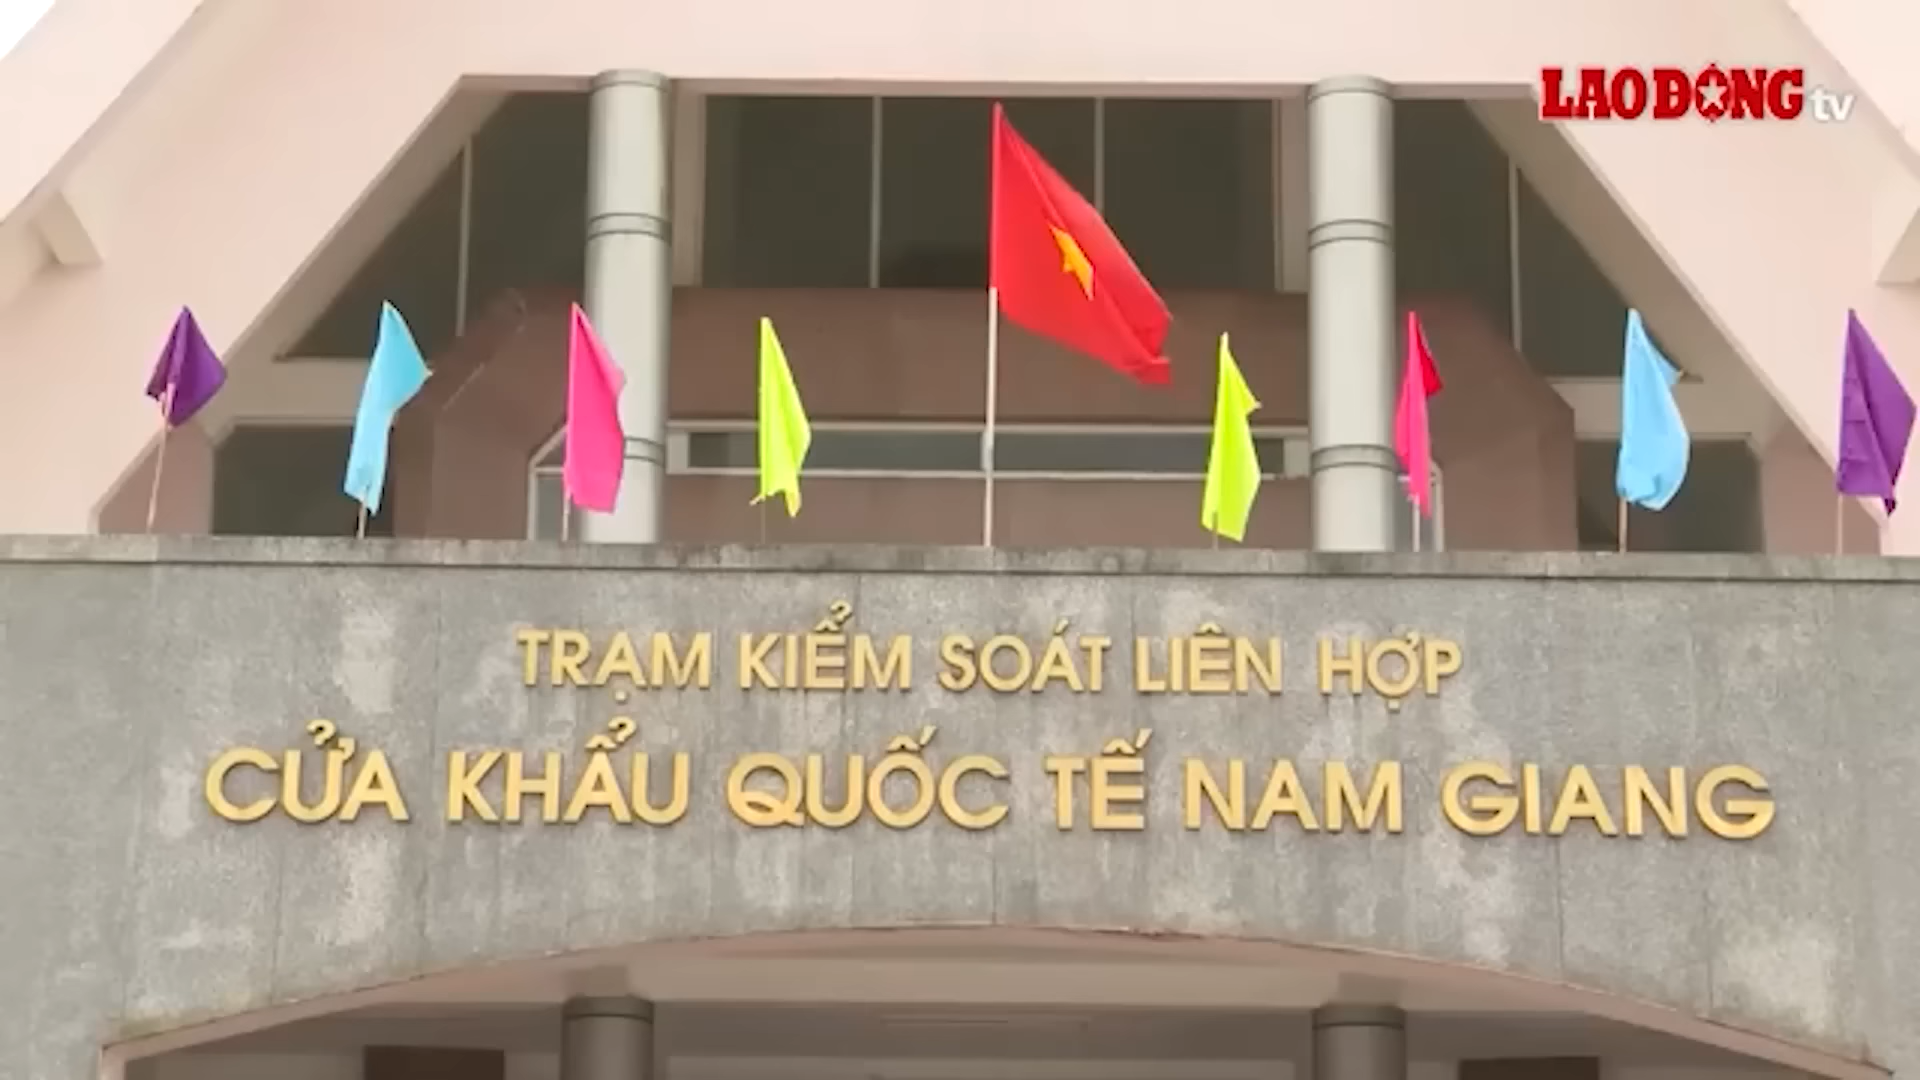 LAO ĐỘNG tv
TRẠM KIỂM SOÁT LIÊN HỢP
CỬA KHẨU QUỐC TẾ NAM GIANG